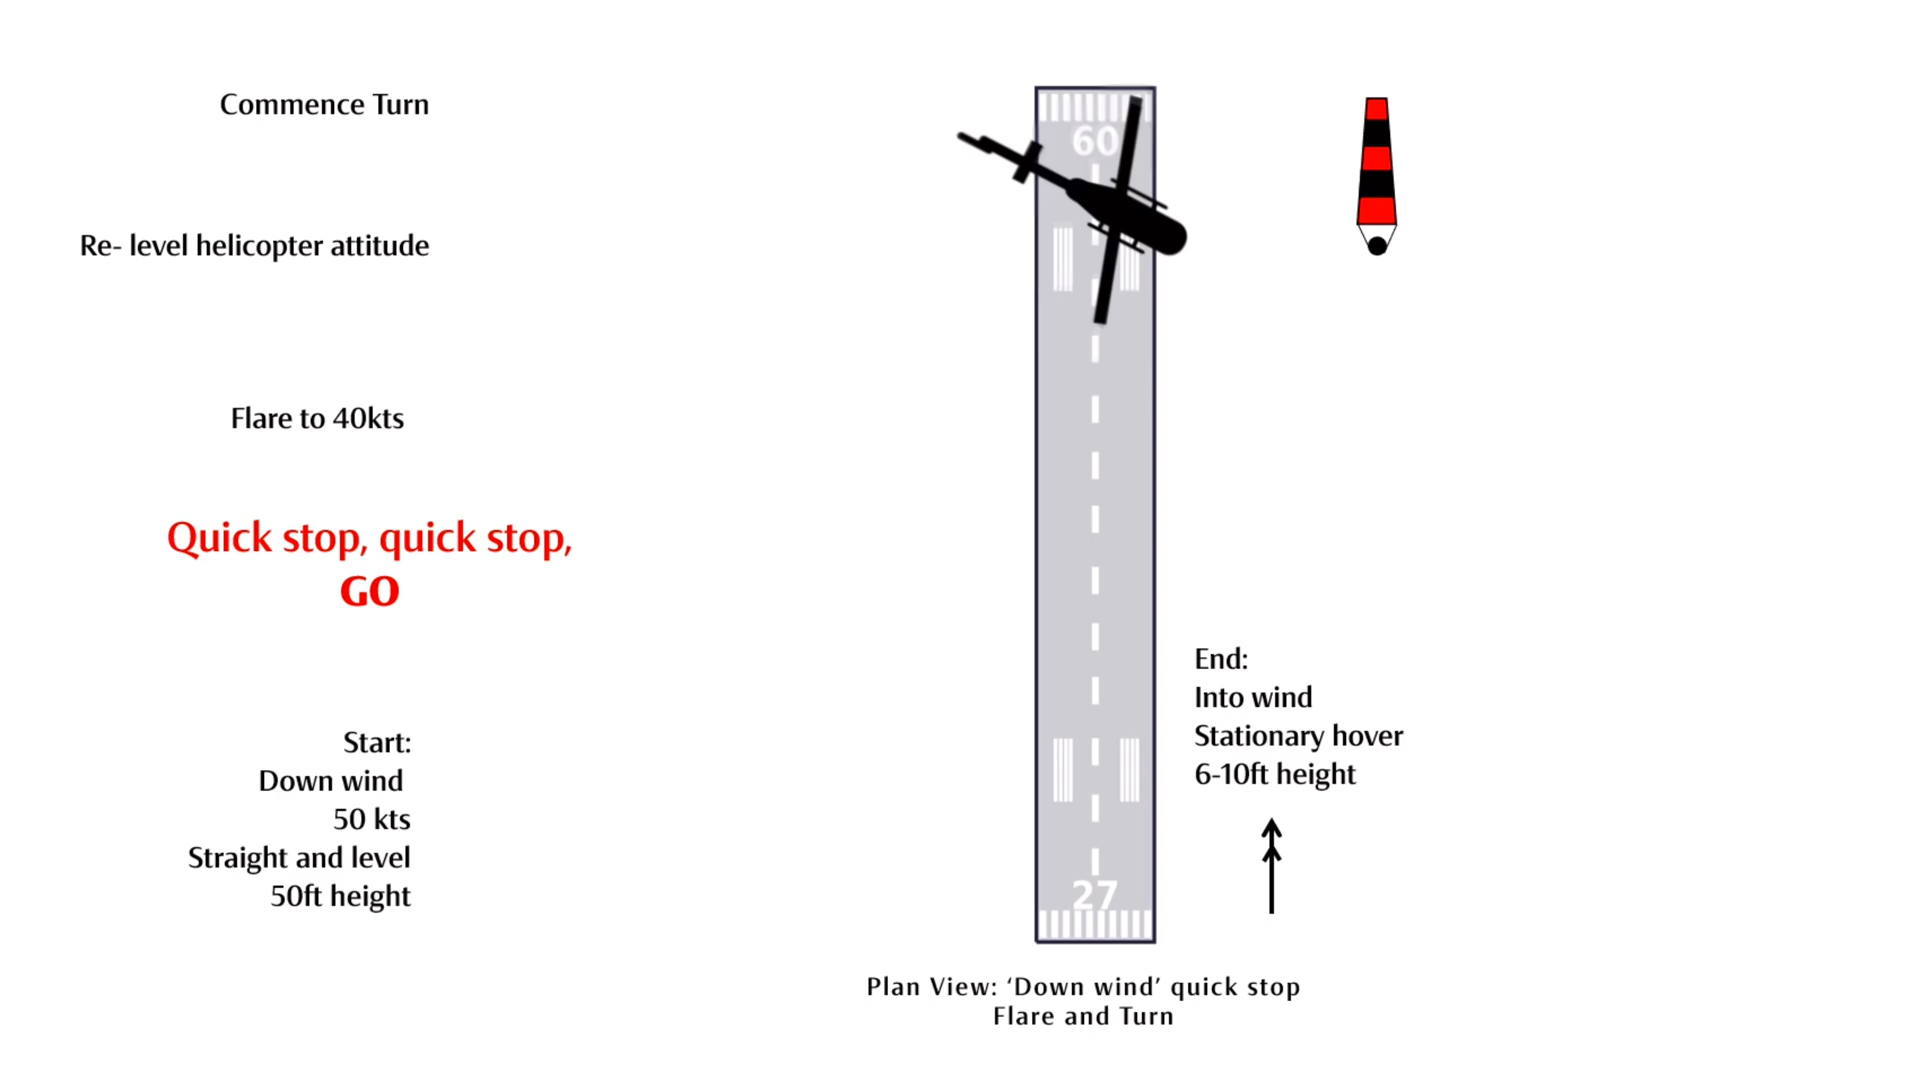 Commence Turn
Re- level helicopter attitude
Flare to 40kts
Quick stop, quick stop,
GO
Start:
Down wind
50 kts
Straight and level
50ft height
60
27
End:
Into wind
Stationary hover
6-10ft height
Plan View: ‘Down wind’ quick stop
Flare and Turn